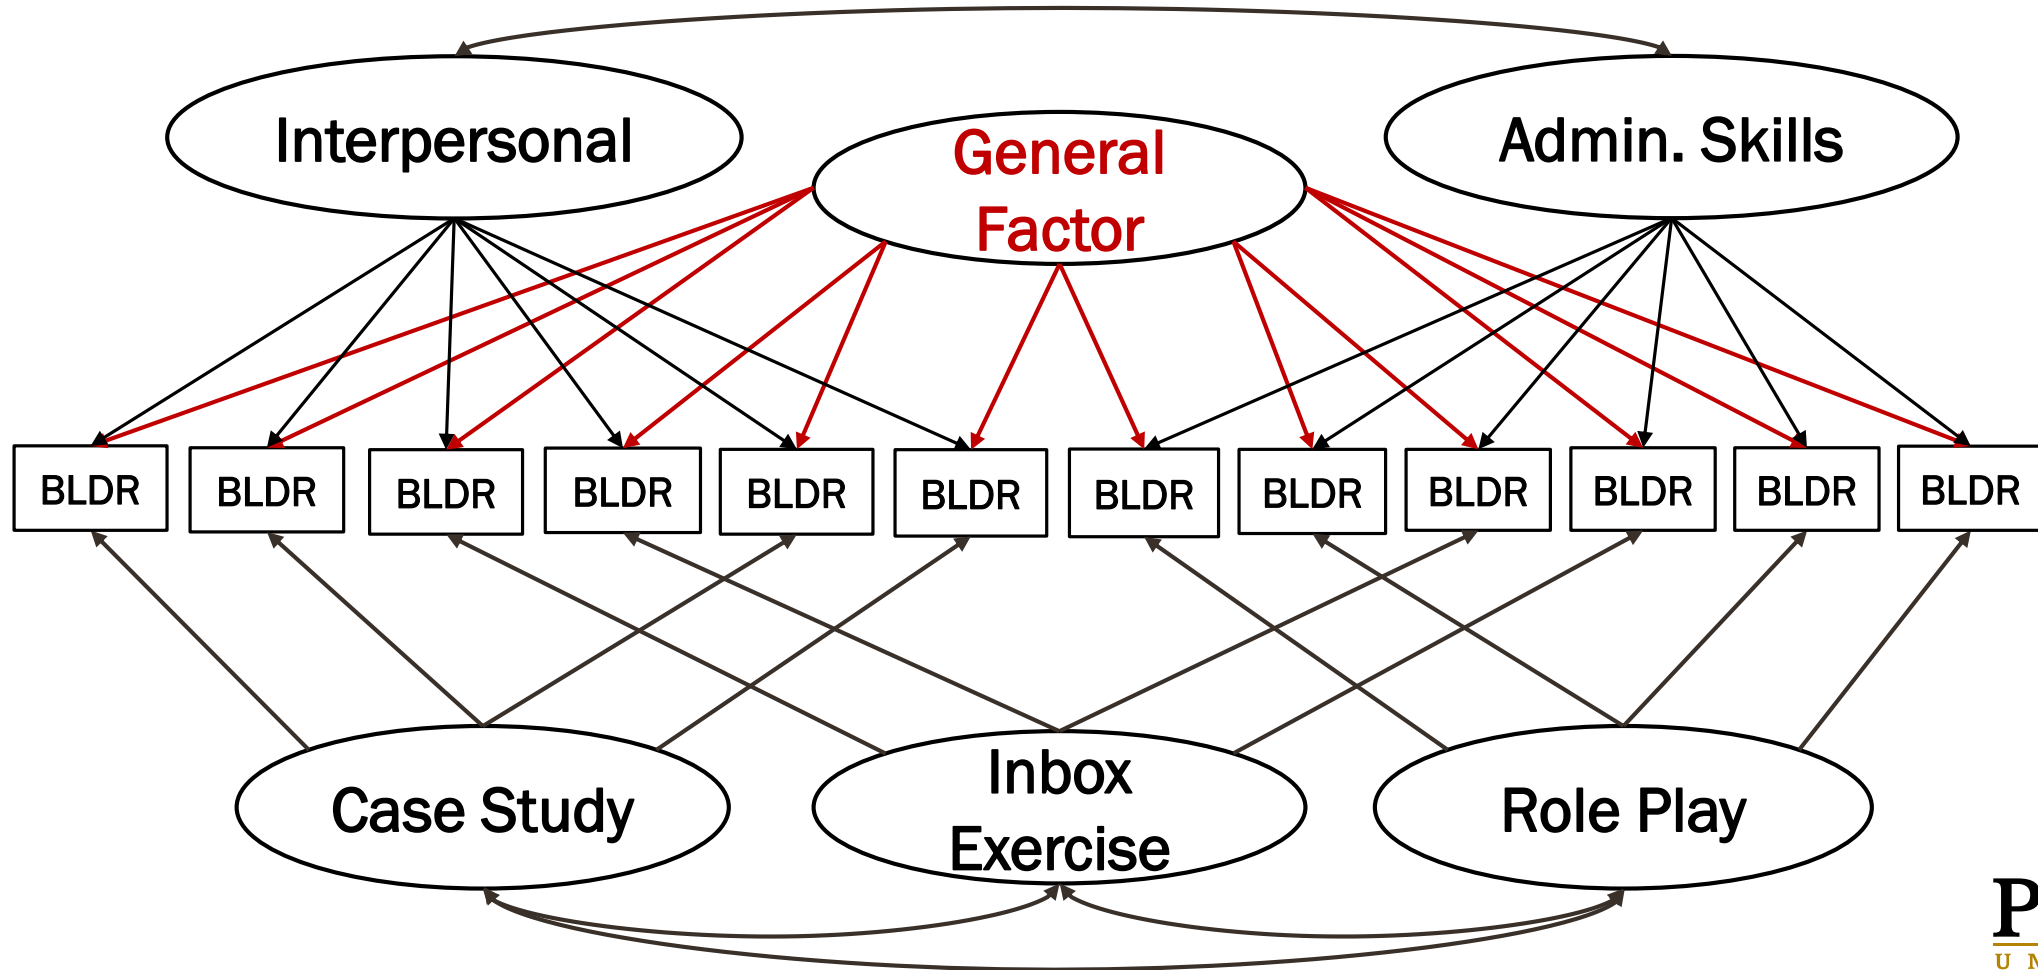 Interpersonal
General
Factor
Admin. Skills
BLDR
BLDR
BLDR
BLDR
BLDR
BLDR
BLDR
BLDR
BLDR
BLDR
BLDR
BLDR
Case Study
Inbox
Exercise
Role Play
P
U N